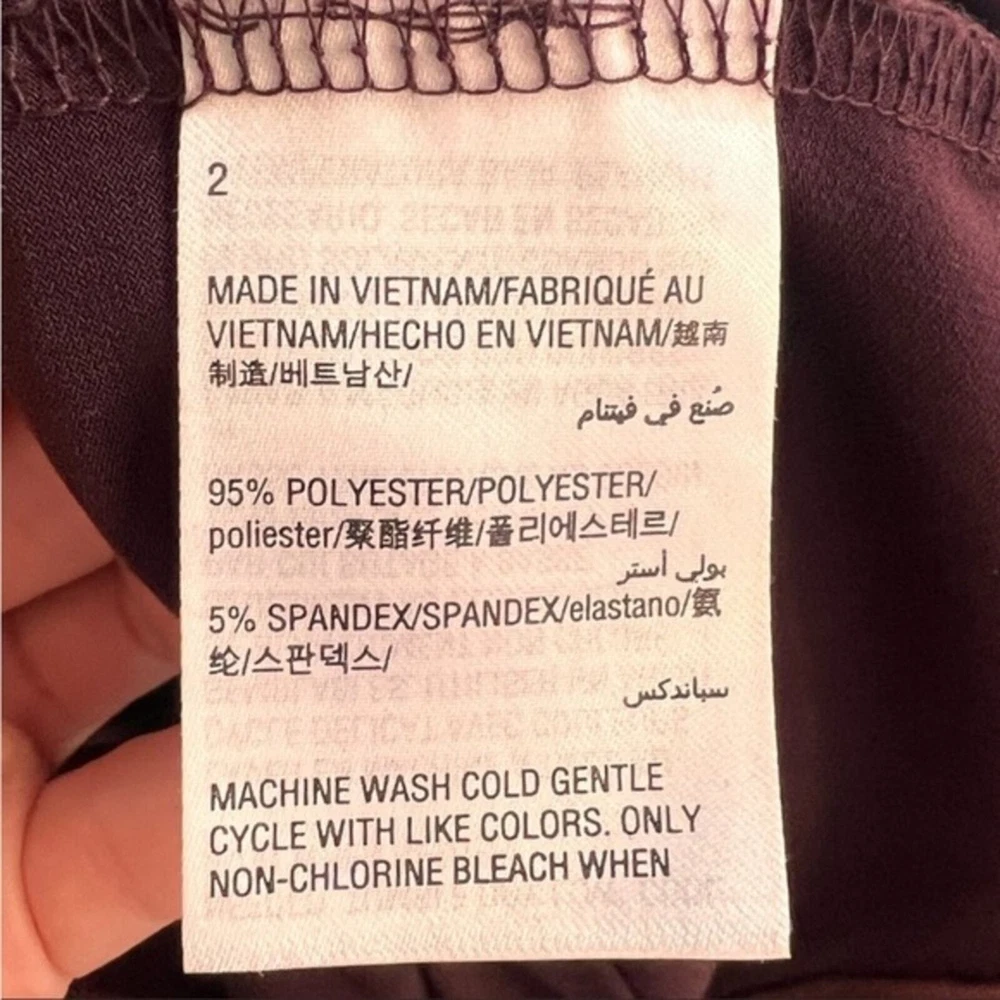 2
MADE IN VIETNAM/FABRIQUÉ AU
VIETNAM/HECHO EN VIETNAM/越南
制造/베트남산/
صُنع في فيتنام
95% POLYESTER/POLYESTER/
poliester/聚酯纤维/폴리에스테르/
بولي أستر
5% SPANDEX/SPANDEX/elastano/氨
纶/스판덱스/
سباندكس
MACHINE WASH COLD GENTLE
CYCLE WITH LIKE COLORS. ONLY
NON-CHLORINE BLEACH WHEN